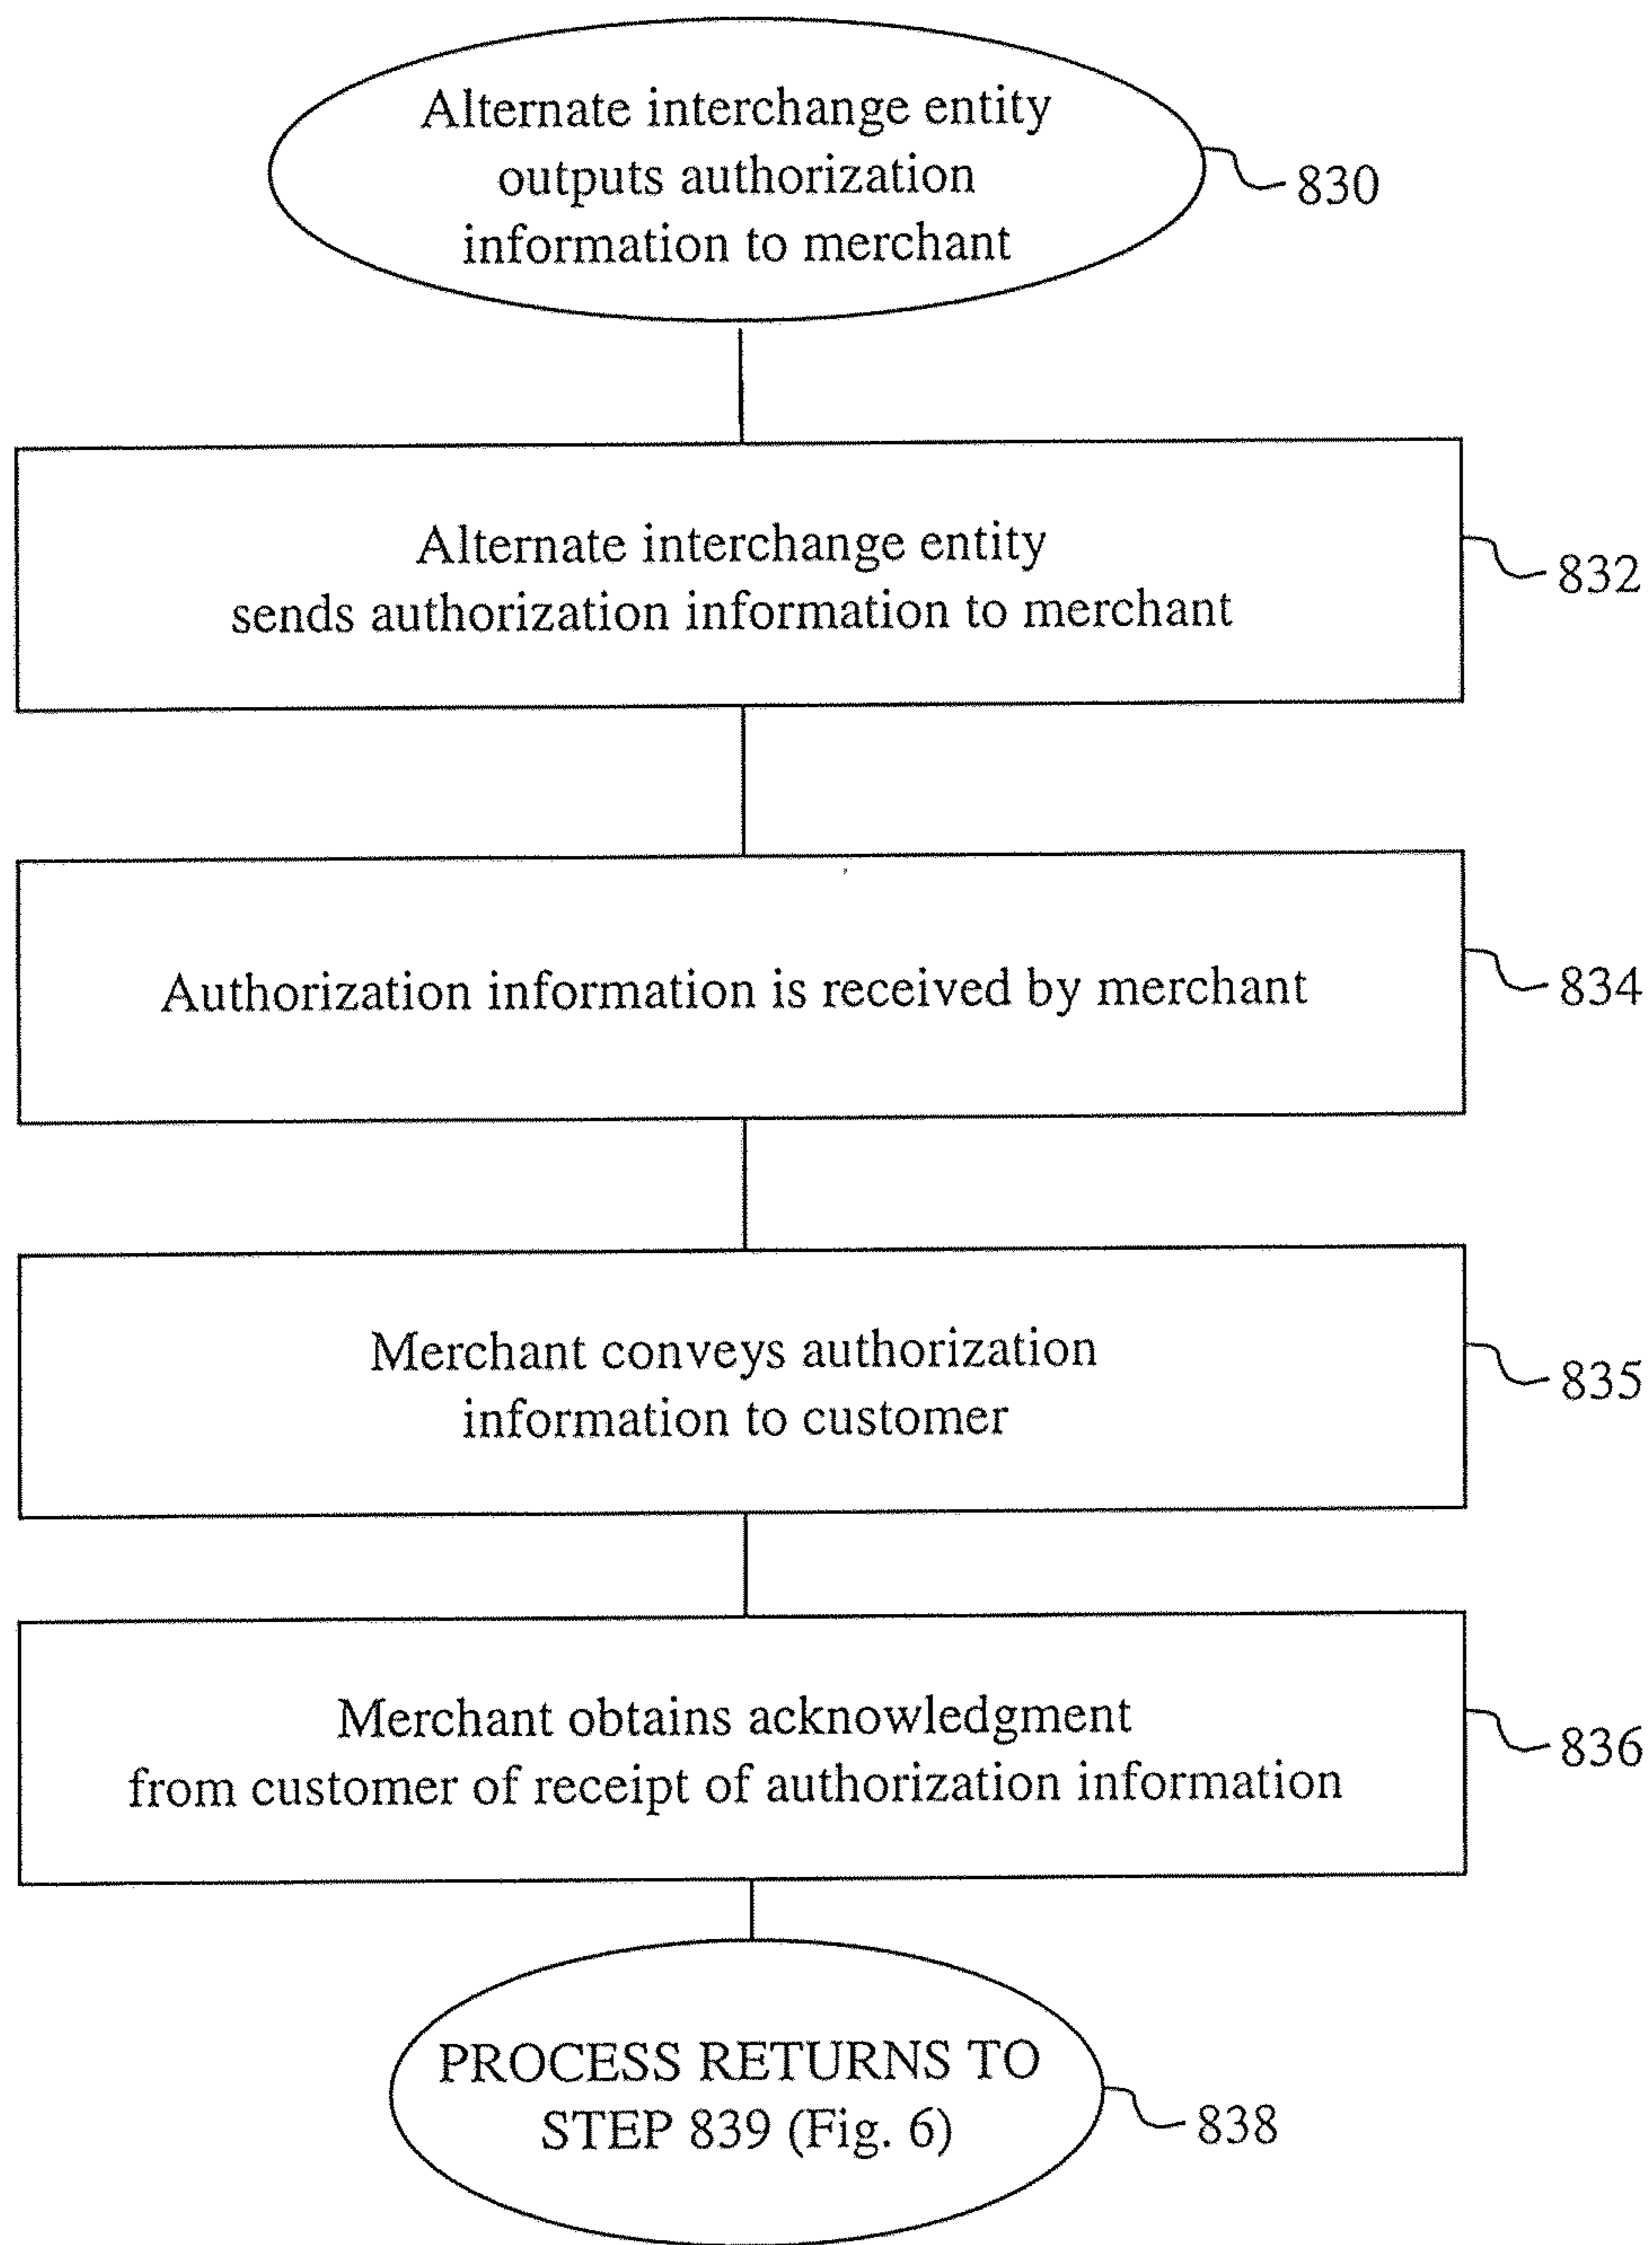 Alternate interchange entity
outputs authorization
information to merchant
830
Alternate interchange entity
sends authorization information to merchant
832
Authorization information is received by merchant
834
Merchant conveys authorization
information to customer
835
Merchant obtains acknowledgment
from customer of receipt of authorization information
836
PROCESS RETURNS TO
STEP 839 (Fig. 6)
838